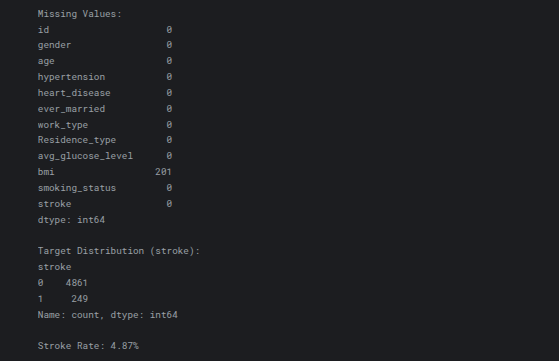 Missing Values:
id                     0
gender                 0
age                    0
hypertension           0
heart_disease          0
ever_married           0
work_type              0
Residence_type         0
avg_glucose_level      0
bmi                  201
smoking_status         0
stroke                 0
dtype: int64

Target Distribution (stroke):
stroke
0    4861
1     249
Name: count, dtype: int64

Stroke Rate: 4.87%